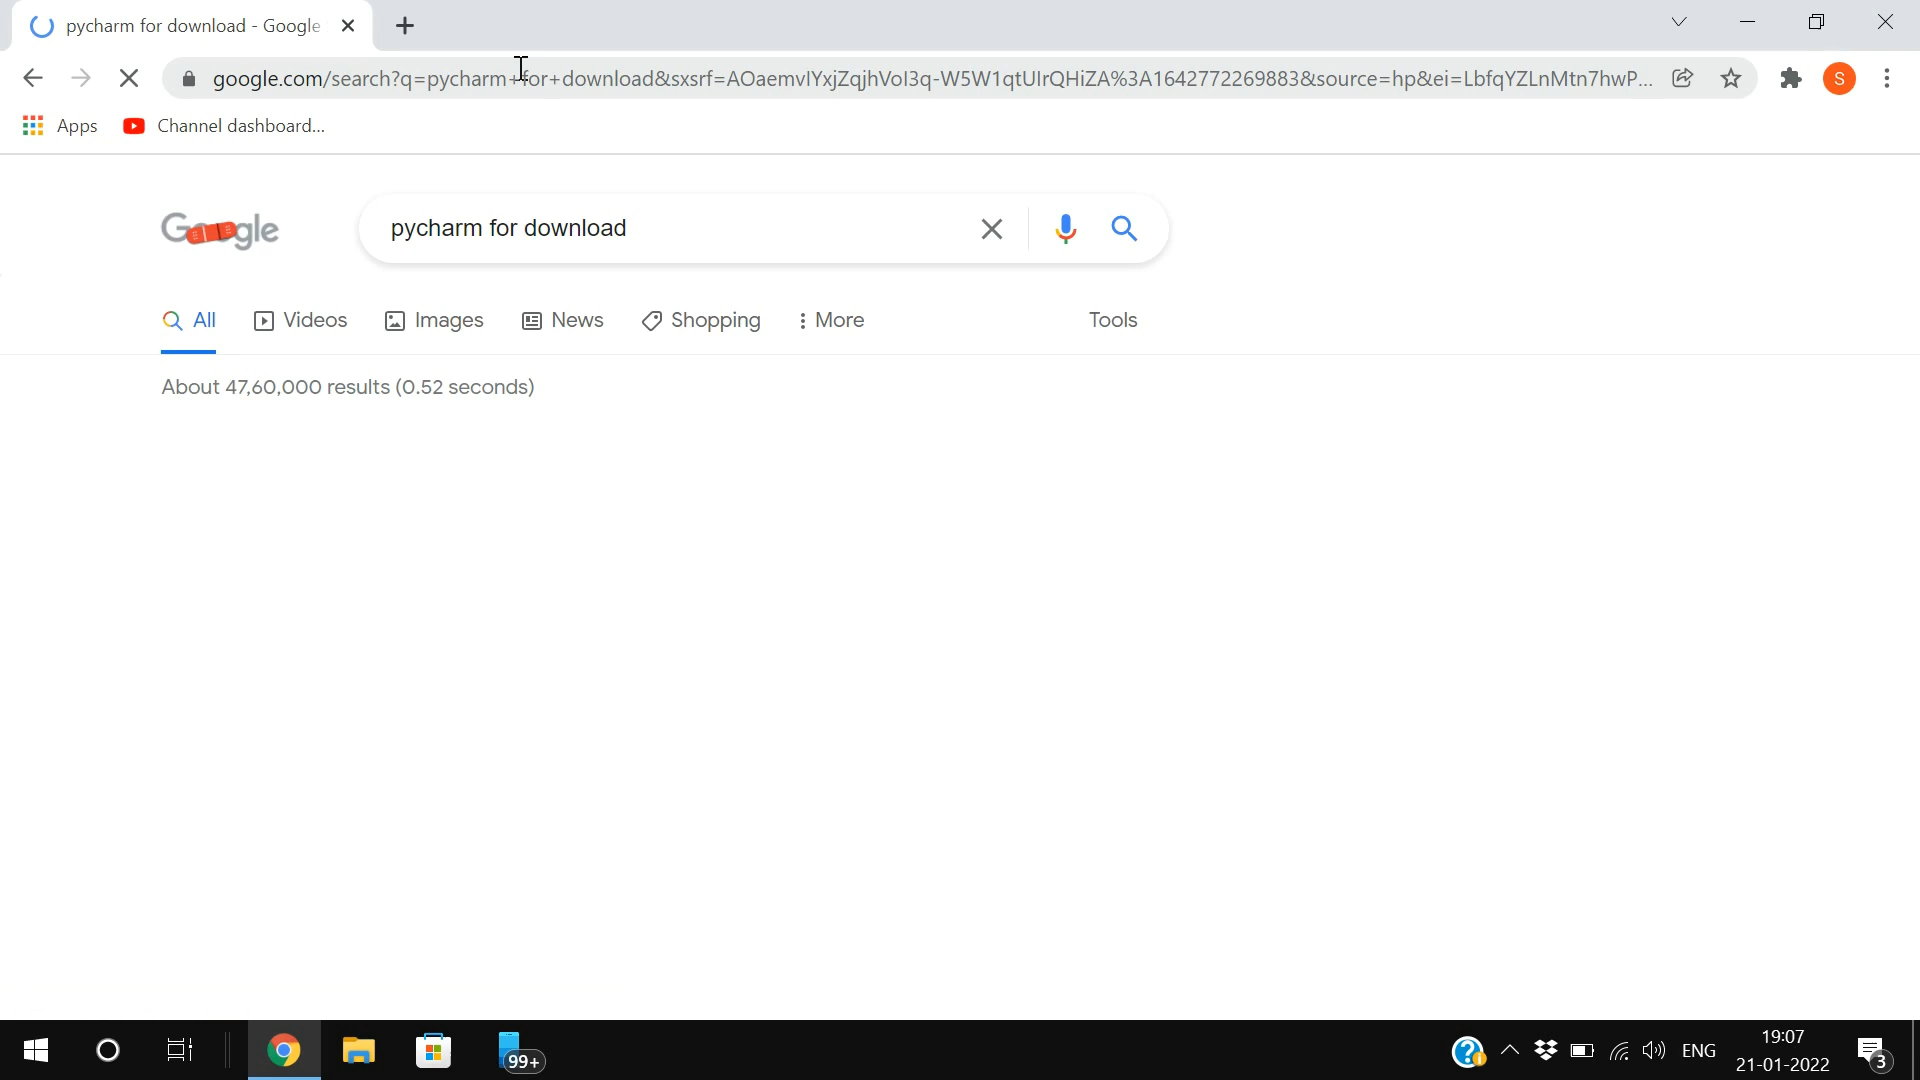 pycharm for download - Google
google.com/search?q=pycharm+for+download&sxsrf=AOaemvIYxjZqjhVoI3q-W5W1qtUIrQHiZA%3A1642772269883&source=hp&ei=LbfqYZLnMtn7hwP...
S
Apps
Channel dashboard...
Google
pycharm for download
All
Videos
Images
News
Shopping
More
Tools
About 47,60,000 results (0.52 seconds)
99+
ENG
19:07
21-01-2022
3